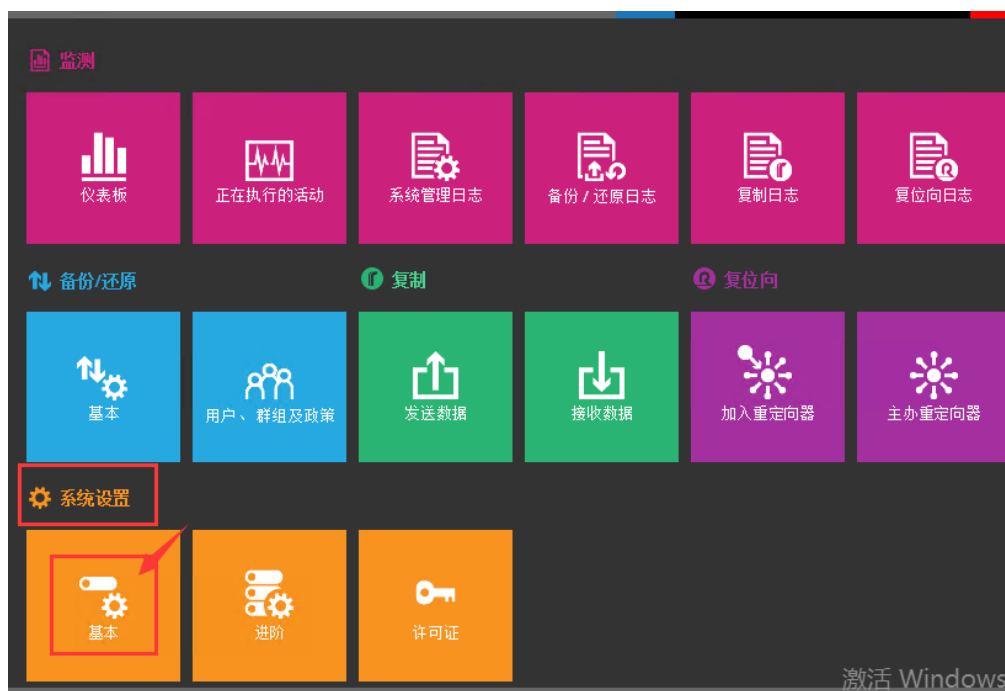 监测
仪表板
正在执行的活动
系统管理日志
备份 / 还原日志
复制日志
复位向日志
备份/还原
复制
复位向
基本
用户、 群组及政策
发送数据
接收数据
加入重定向器
主办重定向器
系统设置
基本
进阶
许可证
激活 Windows